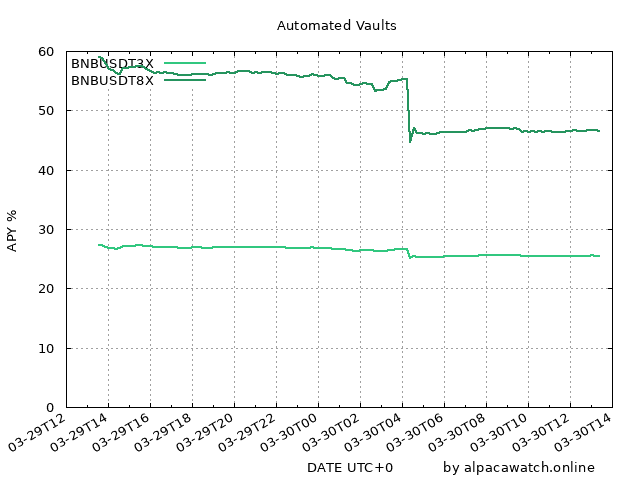 Automated Vaults
BNBUSDT3X
BNBUSDT8X
60
50
40
30
20
10
0
APY %
03-29T12
03-29T14
03-29T16
03-29T18
03-29T20
03-29T22
03-30T00
03-30T02
03-30T04
03-30T06
03-30T08
03-30T10
03-30T12
03-30T14
DATE UTC+0
by alpacawatch.online